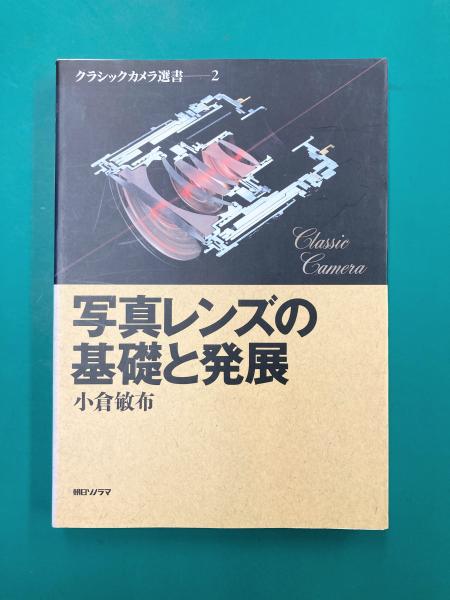 クラシックカメラ選書——2
Classic
Camera
写真レンズの
基礎と発展
小倉敏布
朝日ソノラマ